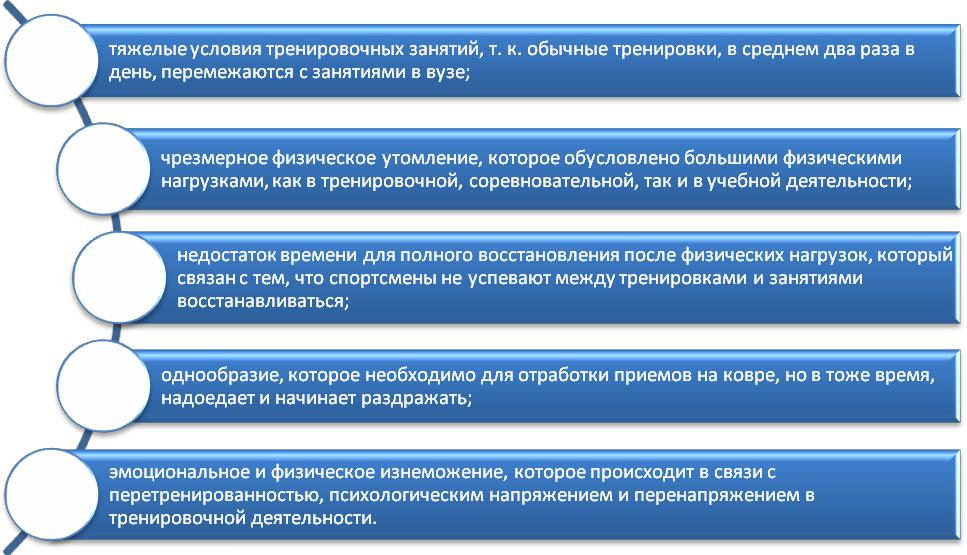 тяжелые условия тренировочных занятий, т. к. обычные тренировки, в среднем два раза в
день, перемежаются с занятиями в вузе;
чрезмерное физическое утомление, которое обусловлено большими физическими
нагрузками, как в тренировочной, соревновательной, так и в учебной деятельности;
недостаток времени для полного восстановления после физических нагрузок, который
связан с тем, что спортсмены не успевают между тренировками и занятиями
восстанавливаться;
однообразие, которое необходимо для отработки приемов на ковре, но в тоже время,
надоедает и начинает раздражать;
эмоциональное и физическое изнеможение, которое происходит в связи с
перетренированностью, психологическим напряжением и перенапряжением в
тренировочной деятельности.